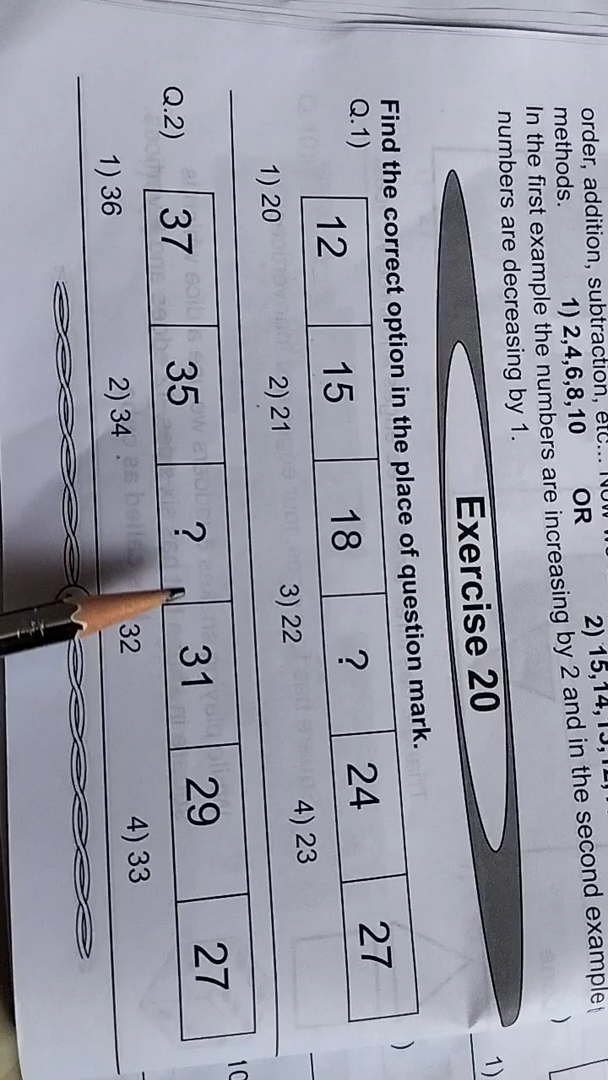 order, addition, subtraction, etc...
methods. 1) 2,4,6,8,10 OR 2) 15,14,
In the first example the numbers are increasing by 2 and in the second example
numbers are decreasing by 1.
Exercise 20
Find the correct option in the place of question mark.
Q.1) 12 15 18 ? 24 27
1) 20 2) 21 3) 22 4) 23
Q.2) 37 35 ? 31 29 27
1) 36 2) 34 32 4) 33
1)
)
)
10